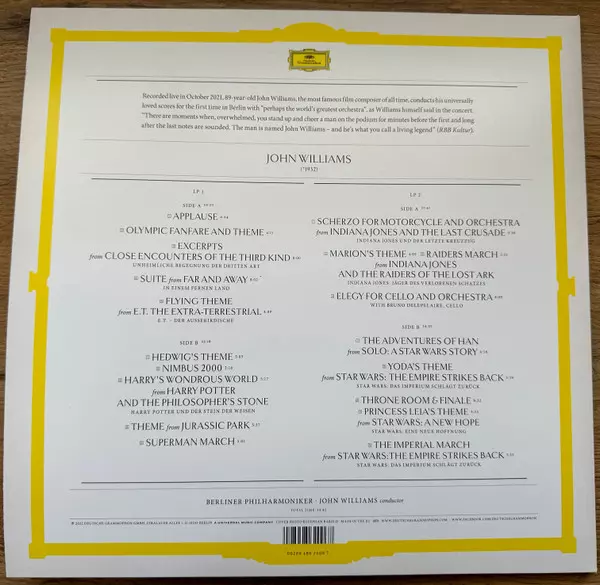 Deutsche Grammophon
Recorded live in October 2021, 89-year-old John Williams, the most famous film composer of all time, conducts his universally
loved scores for the first time in Berlin with "perhaps the world's greatest orchestra", as Williams himself said in the concert.
"There are moments when, overwhelmed, you stand up and cheer a man on the podium for minutes before the first and long
after the last notes are sounded. The man is named John Williams – and he's what you call a living legend" (RBB Kultur).
JOHN WILLIAMS
(*1932)
LP 1
SIDE A
APPLAUSE
OLYMPIC FANFARE AND THEME
EXCERPTS
from CLOSE ENCOUNTERS OF THE THIRD KIND
UNHEIMLICHE BEGEGNUNG DER DRITTEN ART
SUITE from FAR AND AWAY
IN EINEM FERNEN LAND
FLYING THEME
from E.T. THE EXTRA-TERRESTRIAL
E.T. – DER AUSSERIRDISCHE
SIDE B
HEDWIG'S THEME
NIMBUS 2000
HARRY'S WONDROUS WORLD
from HARRY POTTER
AND THE PHILOSOPHER'S STONE
HARRY POTTER UND DER STEIN DER WEISEN
THEME from JURASSIC PARK
SUPERMAN MARCH
LP 2
SIDE A
SCHERZO FOR MOTORCYCLE AND ORCHESTRA
from INDIANA JONES AND THE LAST CRUSADE
INDIANA JONES UND DER LETZTE KREUZZUG
MARION'S THEME RAIDERS MARCH
from INDIANA JONES
AND THE RAIDERS OF THE LOST ARK
INDIANA JONES: JÄGER DES VERLORENEN SCHATZES
ELEGY FOR CELLO AND ORCHESTRA
WITH BRUNO DELEPELAIRE, CELLO
SIDE B
THE ADVENTURES OF HAN
from SOLO: A STAR WARS STORY
YODA'S THEME
from STAR WARS: THE EMPIRE STRIKES BACK
STAR WARS: DAS IMPERIUM SCHLÄGT ZURÜCK
THRONE ROOM & FINALE
PRINCESS LEIA'S THEME
from STAR WARS: A NEW HOPE
STAR WARS: EINE NEUE HOFFNUNG
THE IMPERIAL MARCH
from STAR WARS: THE EMPIRE STRIKES BACK
STAR WARS: DAS IMPERIUM SCHLÄGT ZURÜCK
BERLINER PHILHARMONIKER · JOHN WILLIAMS conductor
TOTAL TIME